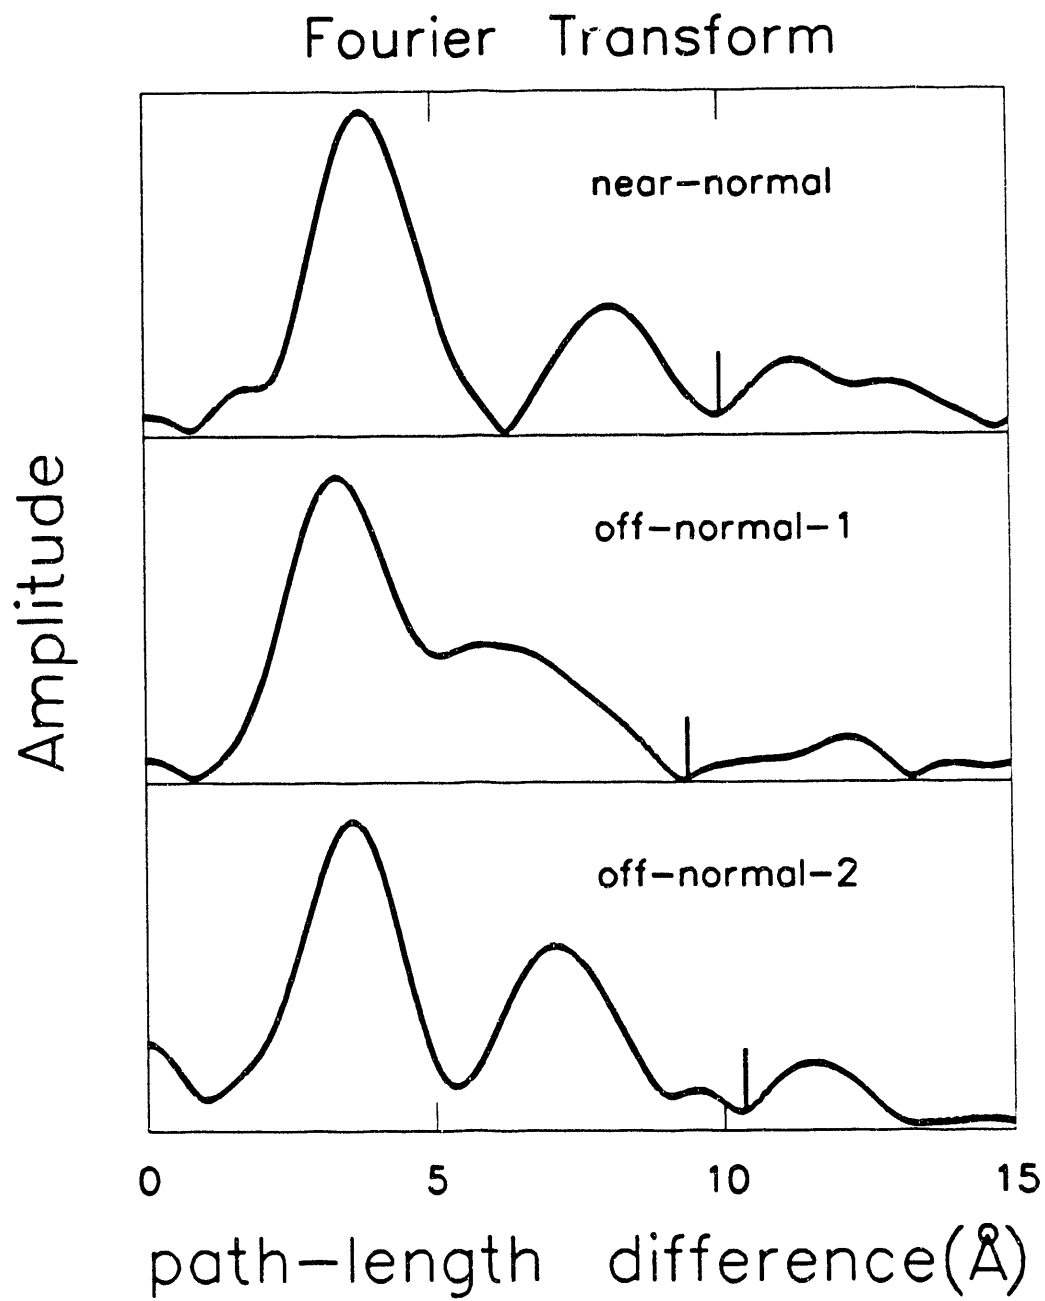 Fourier Transform
near-normal
off-normal-1
off-normal-2
Amplitude
0 5 10 15
path-length difference(Å)